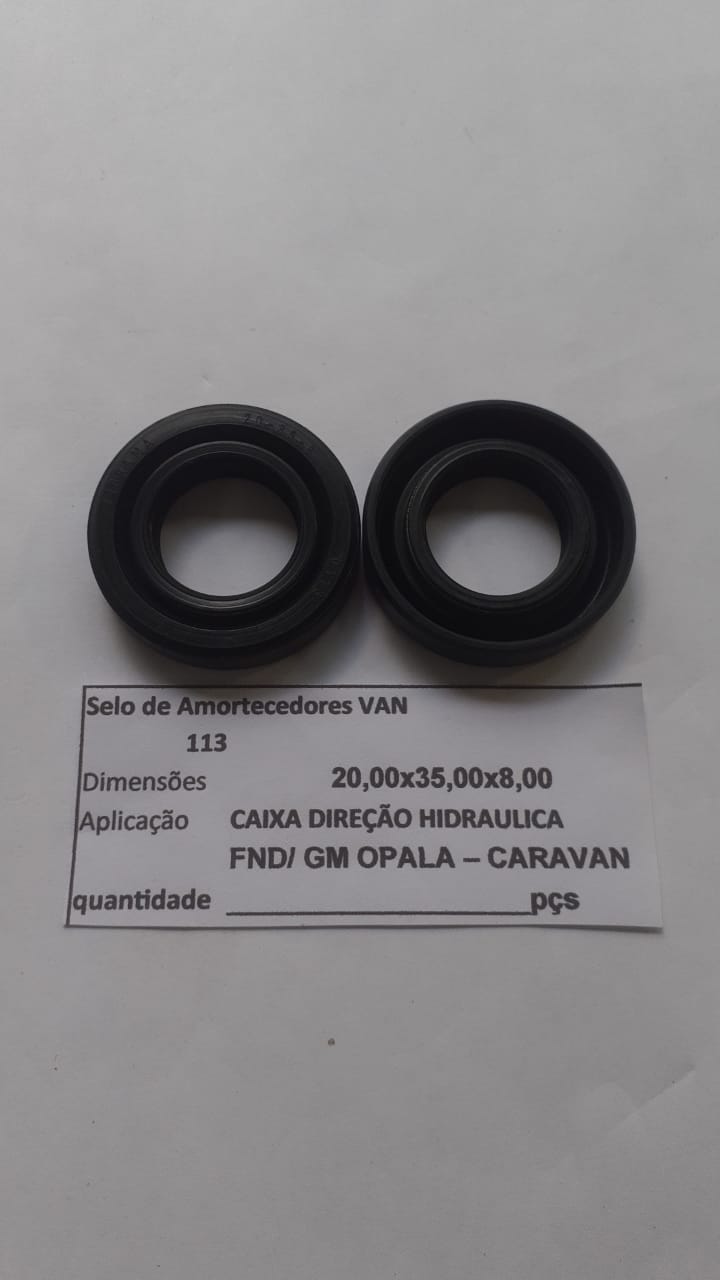 Selo de Amortecedores VAN
113
Dimensões 20,00x35,00x8,00
Aplicação CAIXA DIREÇÃO HIDRAULICA
FND/ GM OPALA – CARAVAN
quantidade ____________________pçs